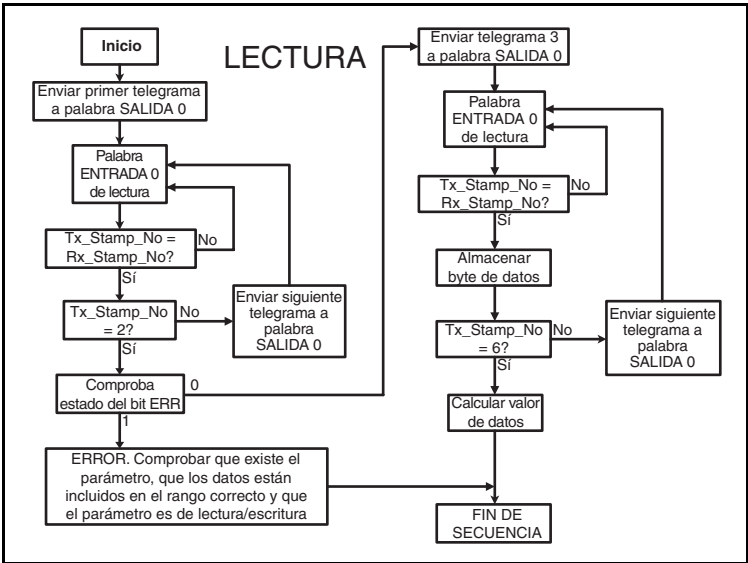 LECTURA
Inicio
Enviar primer telegrama
a palabra SALIDA 0
Palabra
ENTRADA 0
de lectura
Tx_Stamp_No =
Rx_Stamp_No?
No
Sí
Tx_Stamp_No
= 2?
No
Enviar siguiente
telegrama a
palabra
SALIDA 0
Sí
Comproba
estado del bit ERR
0
1
ERROR. Comprobar que existe el
parámetro, que los datos están
incluidos en el rango correcto y que
el parámetro es de lectura/escritura
Enviar telegrama 3
a palabra SALIDA 0
Palabra
ENTRADA 0
de lectura
Tx_Stamp_No =
Rx_Stamp_No?
No
Sí
Almacenar
byte de datos
Tx_Stamp_No
= 6?
No
Enviar siguiente
telegrama a
palabra
SALIDA 0
Sí
Calcular valor
de datos
FIN DE
SECUENCIA